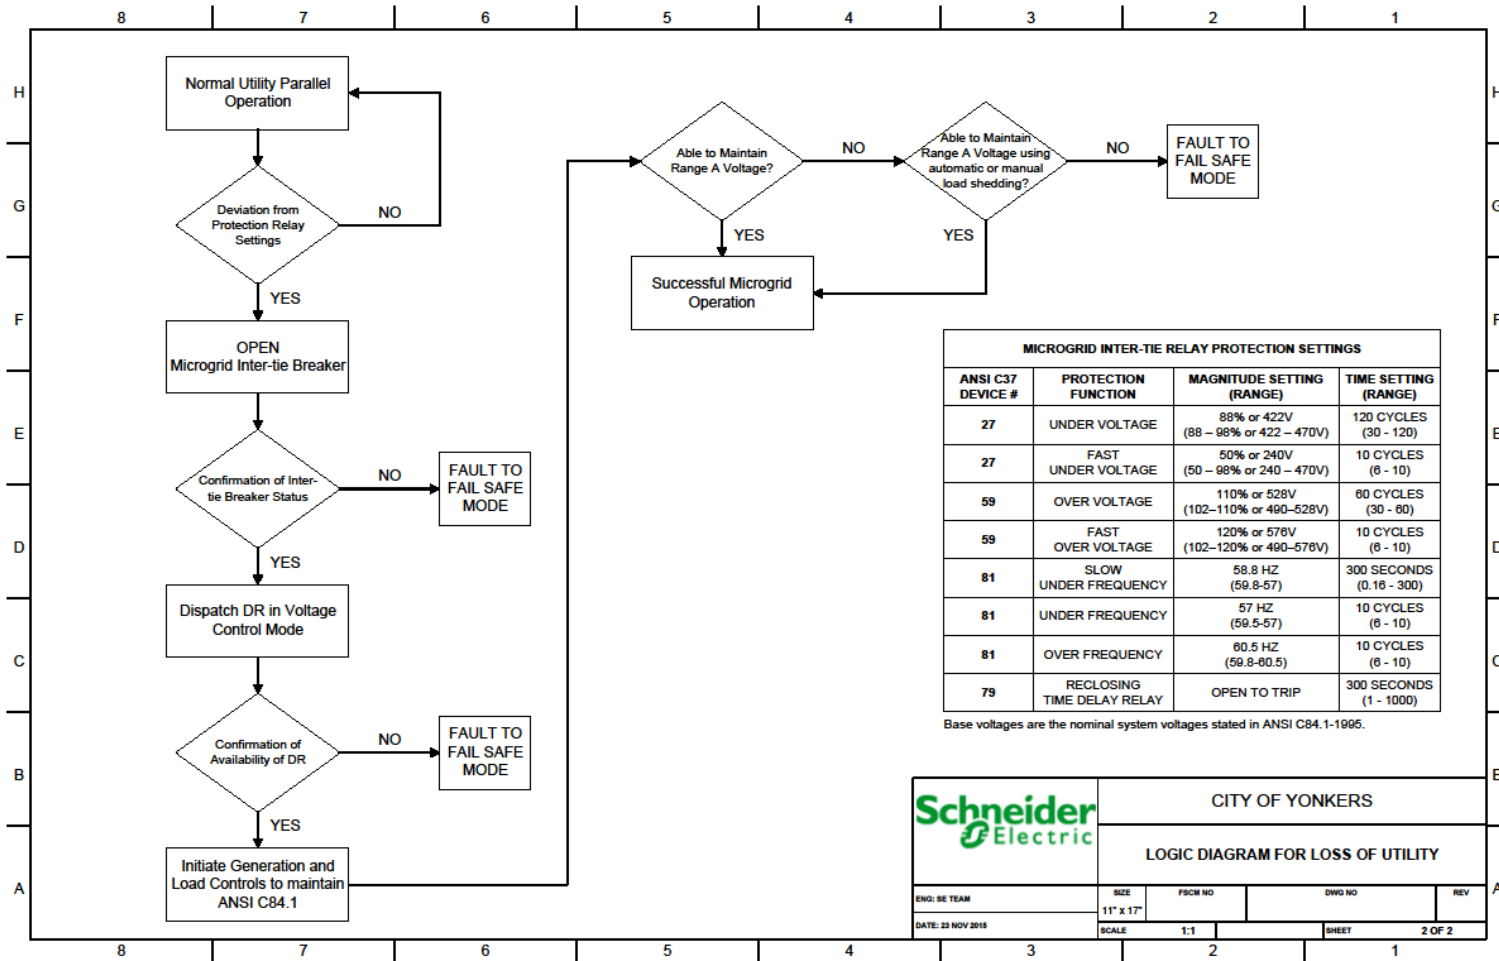 8 7 6 5 4 3 2 1
H
G
F
E
D
C
B
A
Normal Utility Parallel
Operation
Deviation from
Protection Relay
Settings
NO
YES
OPEN
Microgrid Inter-tie Breaker
Confirmation of Inter-
tie Breaker Status
NO
FAULT TO
FAIL SAFE
MODE
YES
Dispatch DR in Voltage
Control Mode
Confirmation of
Availability of DR
NO
FAULT TO
FAIL SAFE
MODE
YES
Initiate Generation and
Load Controls to maintain
ANSI C84.1
Able to Maintain
Range A Voltage?
NO
YES
Able to Maintain
Range A Voltage using
automatic or manual
load shedding?
NO
YES
FAULT TO
FAIL SAFE
MODE
Successful Microgrid
Operation
MICROGRID INTER-TIE RELAY PROTECTION SETTINGS
ANSI C37
DEVICE #
PROTECTION
FUNCTION
MAGNITUDE SETTING
(RANGE)
TIME SETTING
(RANGE)
27
UNDER VOLTAGE
88% or 422V
(88 – 98% or 422 – 470V)
120 CYCLES
(30 - 120)
27
FAST
UNDER VOLTAGE
50% or 240V
(50 – 98% or 240 – 470V)
10 CYCLES
(6 - 10)
59
OVER VOLTAGE
110% or 528V
(102–110% or 490–528V)
60 CYCLES
(30 - 60)
59
FAST
OVER VOLTAGE
120% or 576V
(102–120% or 490–576V)
10 CYCLES
(6 - 10)
81
SLOW
UNDER FREQUENCY
58.8 HZ
(59.8-57)
300 SECONDS
(0.16 - 300)
81
UNDER FREQUENCY
57 HZ
(59.5-57)
10 CYCLES
(6 - 10)
81
OVER FREQUENCY
60.5 HZ
(59.8-60.5)
10 CYCLES
(6 - 10)
79
RECLOSING
TIME DELAY RELAY
OPEN TO TRIP
300 SECONDS
(1 - 1000)
Base voltages are the nominal system voltages stated in ANSI C84.1-1995.
Schneider
Electric
CITY OF YONKERS
LOGIC DIAGRAM FOR LOSS OF UTILITY
ENG: SE TEAM
DATE: 23 NOV 2015
SIZE
11" x 17"
FSCM NO
DWG NO
REV
SCALE
1:1
SHEET
2 OF 2
H
G
F
E
D
C
B
A
8 7 6 5 4 3 2 1